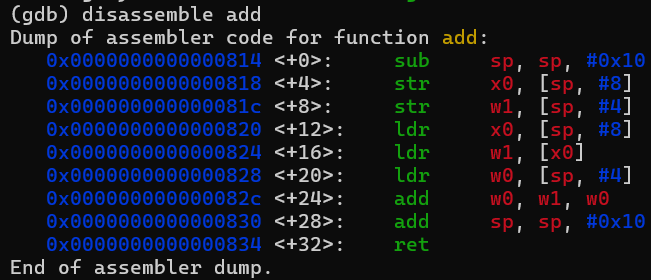 (gdb) disassemble add
Dump of assembler code for function add:
   0x0000000000000814 <+0>:     sub     sp, sp, #0x10
   0x0000000000000818 <+4>:     str     x0, [sp, #8]
   0x000000000000081c <+8>:     str     w1, [sp, #4]
   0x0000000000000820 <+12>:    ldr     x0, [sp, #8]
   0x0000000000000824 <+16>:    ldr     w1, [x0]
   0x0000000000000828 <+20>:    ldr     w0, [sp, #4]
   0x000000000000082c <+24>:    add     w0, w1, w0
   0x0000000000000830 <+28>:    add     sp, sp, #0x10
   0x0000000000000834 <+32>:    ret
End of assembler dump.